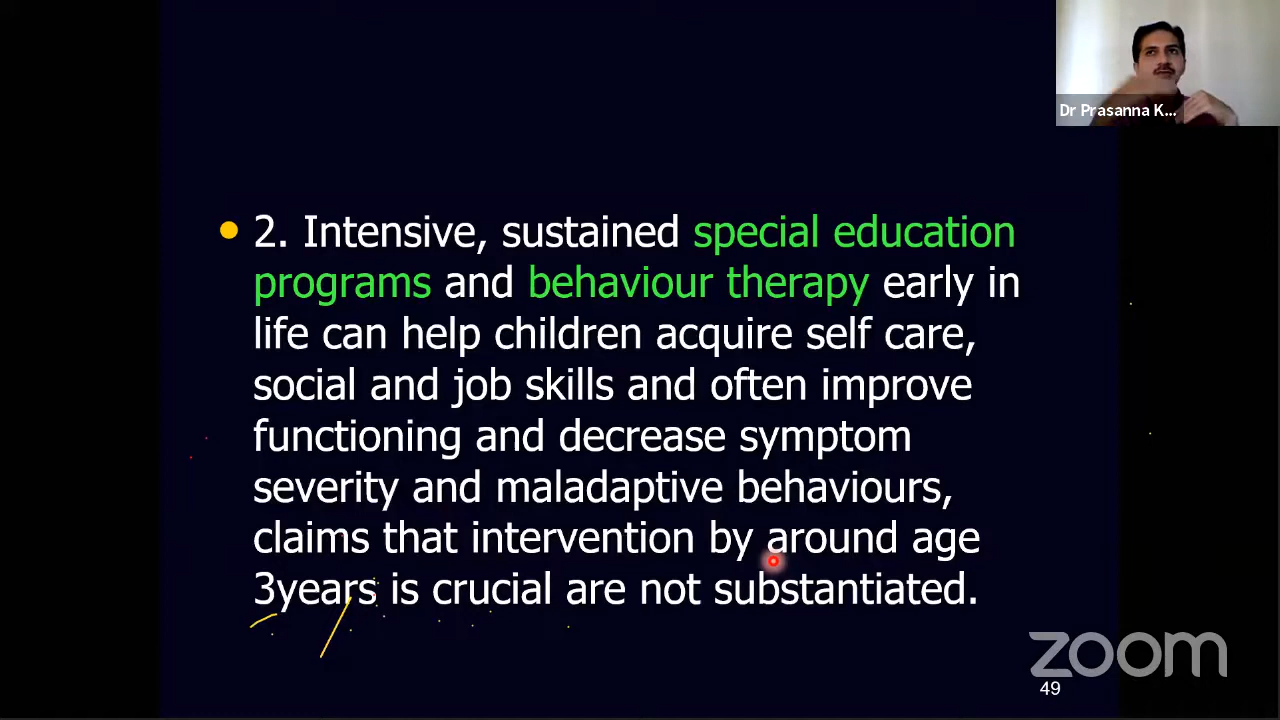 Dr Prasanna K...
2. Intensive, sustained special education
programs and behaviour therapy early in
life can help children acquire self care,
social and job skills and often improve
functioning and decrease symptom
severity and maladaptive behaviours,
claims that intervention by around age
3years is crucial are not substantiated.
zoom
49